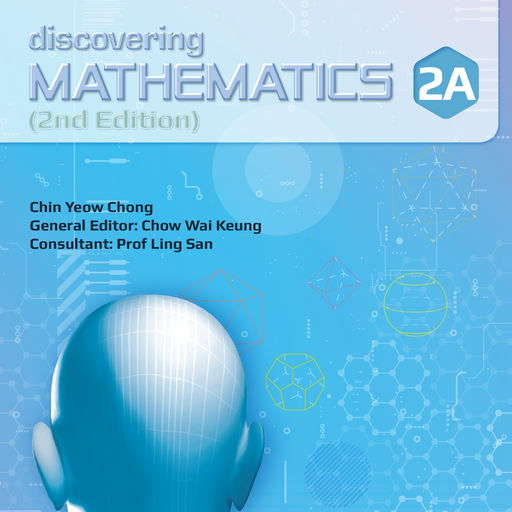 discovering
MATHEMATICS 2A
(2nd Edition)
Chin Yeow Chong
General Editor: Chow Wai Keung
Consultant: Prof Ling San